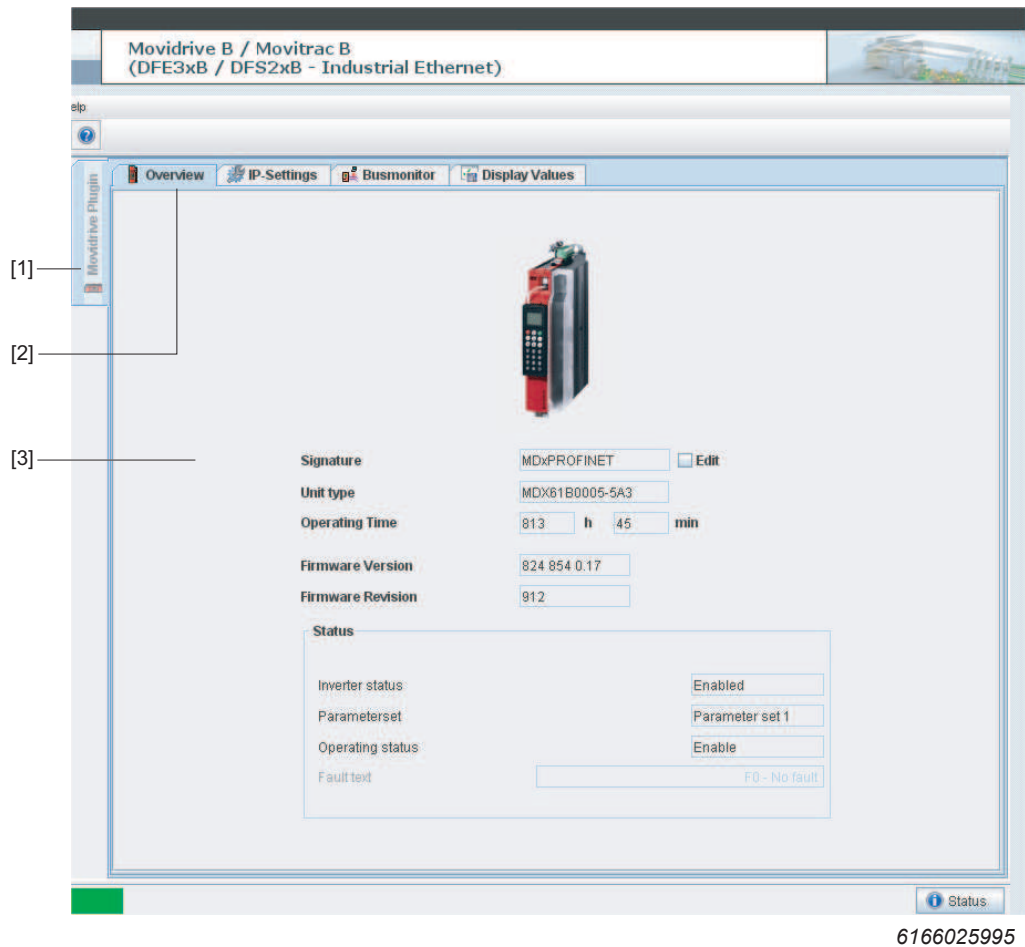 Movidrive B / Movitrac B
(DFE3xB / DFS2xB - Industrial Ethernet)
elp
Overview IP-Settings Busmonitor Display Values
Movidrive Plugin
[1]
[2]
[3]
Signature MDxPROFINET Edit
Unit type MDX61B0005-5A3
Operating Time 813 h 45 min
Firmware Version 824 854 0.17
Firmware Revision 912
Status
Inverter status Enabled
Parameterset Parameter set 1
Operating status Enable
Fault text F0 - No fault
Status
6166025995